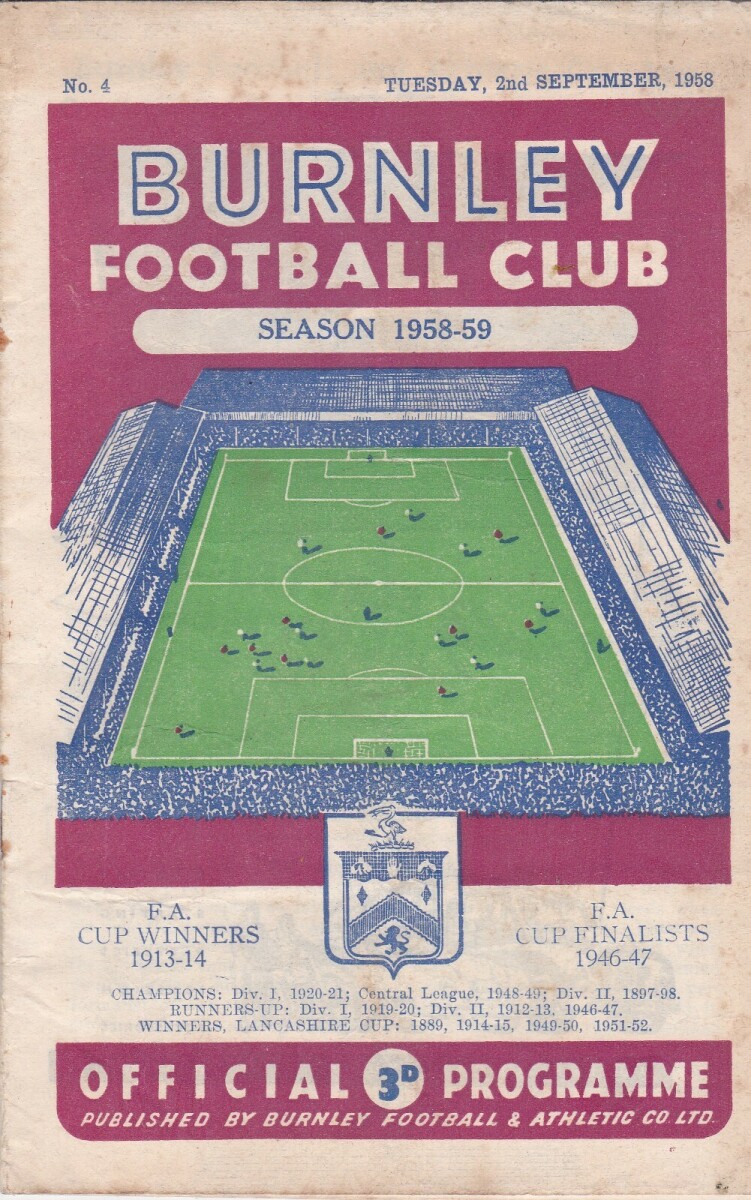 No. 4
TUESDAY, 2nd SEPTEMBER, 1958
BURNLEY
FOOTBALL CLUB
SEASON 1958-59
F.A.
CUP WINNERS
1913-14
F.A.
CUP FINALISTS
1946-47
CHAMPIONS: Div. I, 1920-21; Central League, 1948-49; Div. II, 1897-98.
RUNNERS-UP: Div. I, 1919-20; Div. II, 1912-13, 1946-47.
WINNERS, LANCASHIRE CUP: 1889, 1914-15, 1949-50, 1951-52.
OFFICIAL 3D PROGRAMME
PUBLISHED BY BURNLEY FOOTBALL & ATHLETIC CO. LTD.